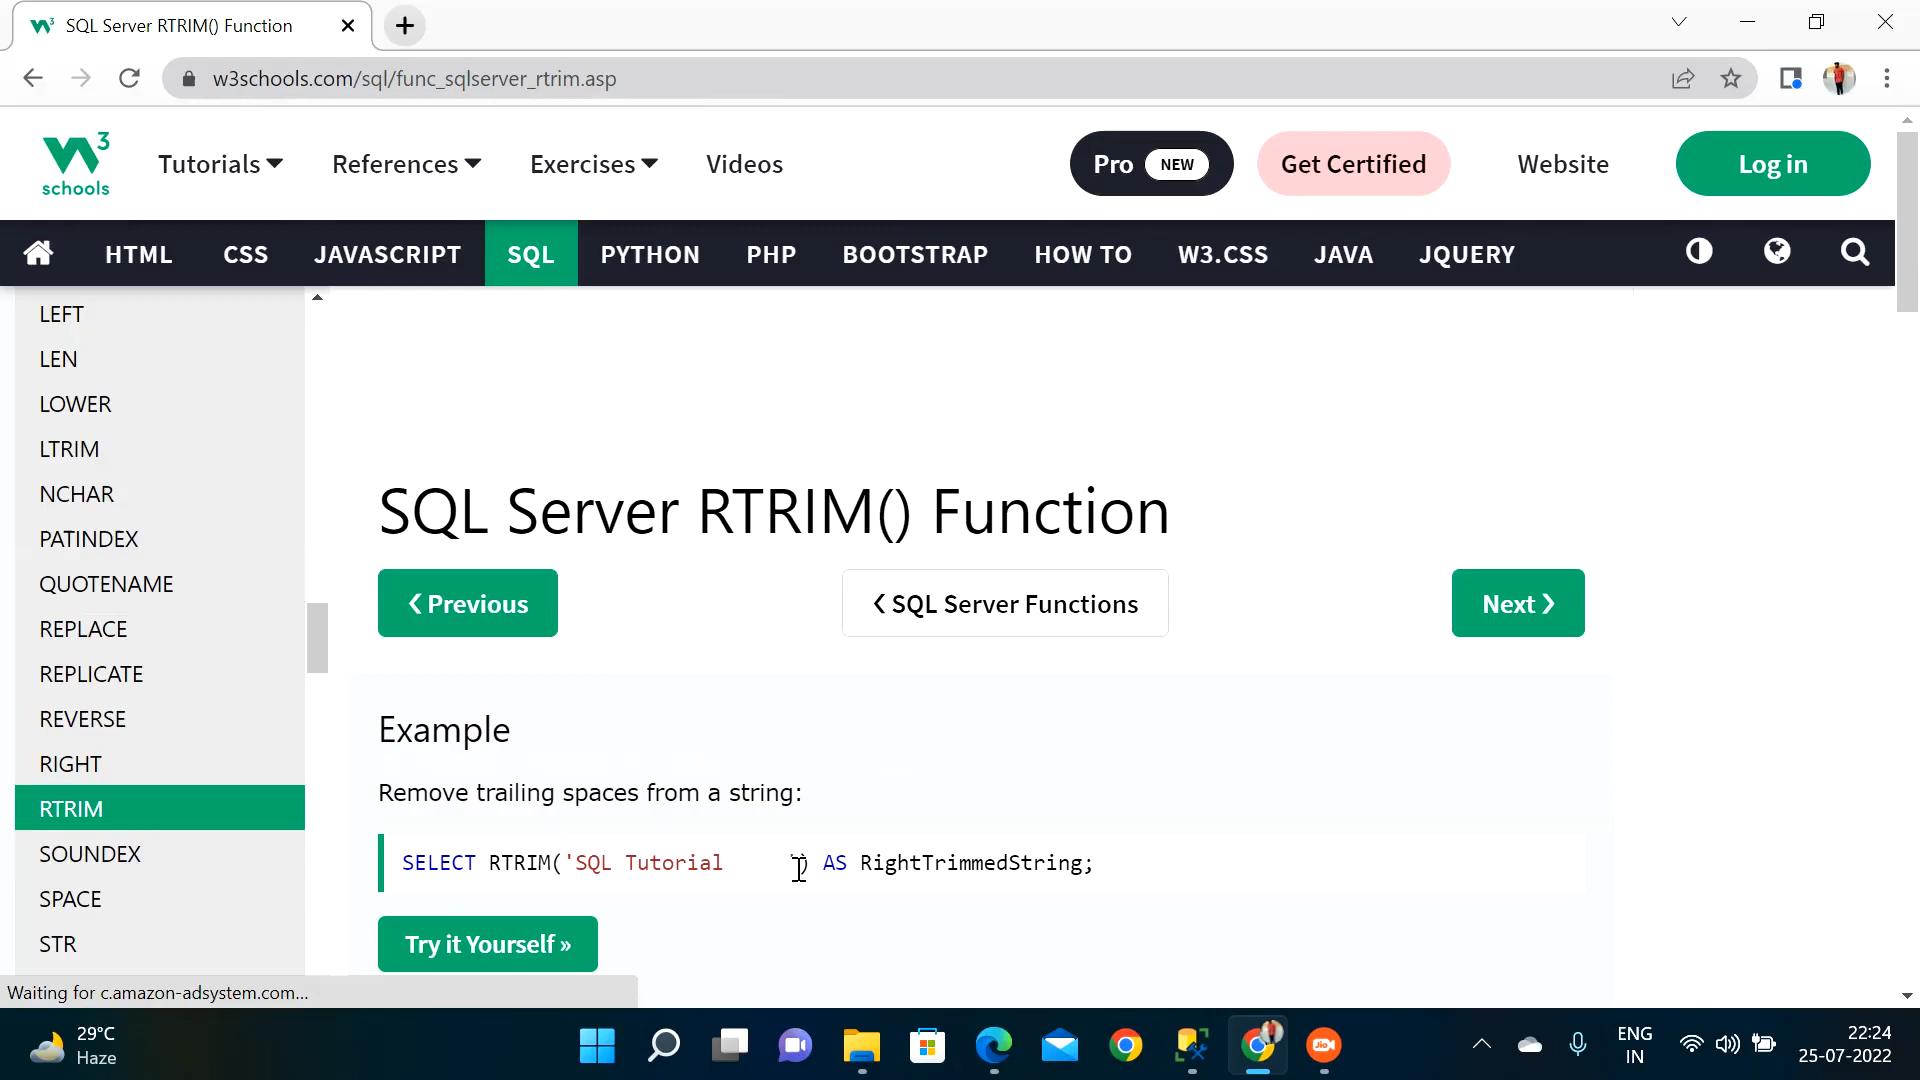 SQL Server RTRIM() Function
w3schools.com/sql/func_sqlserver_rtrim.asp
W3 schools
Tutorials References Exercises Videos Pro NEW Get Certified Website Log in
HTML CSS JAVASCRIPT SQL PYTHON PHP BOOTSTRAP HOW TO W3.CSS JAVA JQUERY
LEFT
LEN
LOWER
LTRIM
NCHAR
PATINDEX
QUOTENAME
REPLACE
REPLICATE
REVERSE
RIGHT
RTRIM
SOUNDEX
SPACE
STR
SQL Server RTRIM() Function
❮ Previous ❮ SQL Server Functions Next ❯
Example
Remove trailing spaces from a string:
SELECT RTRIM('SQL Tutorial     ') AS RightTrimmedString;
Try it Yourself »
Waiting for c.amazon-adsystem.com...
29°C
Haze
Jio
ENG
IN
22:24
25-07-2022